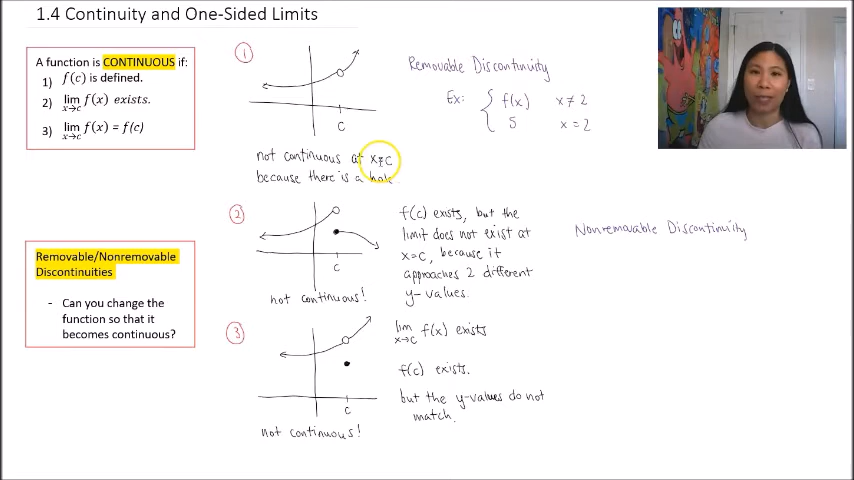 1.4 Continuity and One-Sided Limits
A function is CONTINUOUS if:
1) f(c) is defined.
2) lim x→c f(x) exists.
3) lim x→c f(x) = f(c)
1
C
not continuous at x=c
because there is a hole.
Removable Discontinuity
Ex: { f(x) x ≠ 2
5 x = 2
2
C
not continuous!
f(c) exists, but the
limit does not exist at
x=c, because it
approaches 2 different
y-values.
Nonremovable Discontinuity
Removable/Nonremovable
Discontinuities
- Can you change the
function so that it
becomes continuous?
3
C
not continuous!
lim x→c f(x) exists
f(c) exists.
but the y-values do not
match.